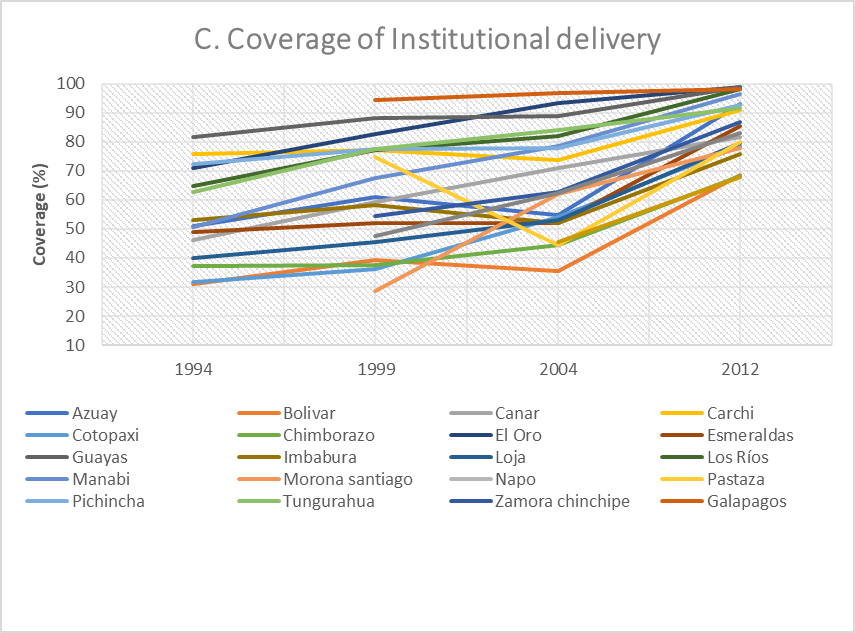 C. Coverage of Institutional delivery
100
90
80
70
60
50
40
30
20
10
Coverage (%)
1994 1999 2004 2012
Azuay Bolivar Canar Carchi
Cotopaxi Chimborazo El Oro Esmeraldas
Guayas Imbabura Loja Los Ríos
Manabi Morona santiago Napo Pastaza
Pichincha Tungurahua Zamora chinchipe Galapagos